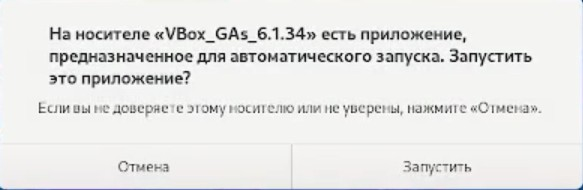 На носителе «VBox_GAs_6.1.34» есть приложение,
предназначенное для автоматического запуска. Запустить
это приложение?
Если вы не доверяете этому носителю или не уверены, нажмите «Отмена».
Отмена
Запустить